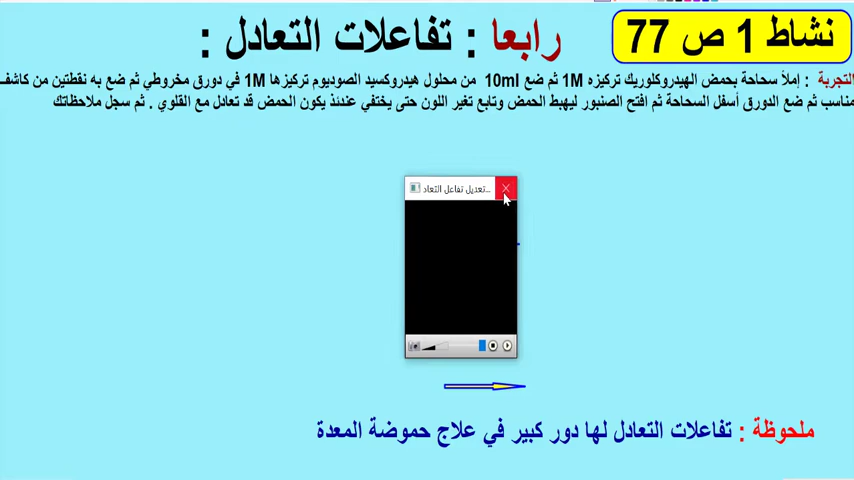 نشاط 1 ص 77
رابعا : تفاعلات التعادل :
التجربة : إملأ سحاحة بحمض الهيدروكلوريك تركيزه 1M ثم ضع 10ml من محلول هيدروكسيد الصوديوم تركيزها 1M في دورق مخروطي ثم ضع به نقطتين من كاشف
مناسب ثم ضع الدورق أسفل السحاحة ثم افتح الصنبور ليهبط الحمض وتابع تغير اللون حتى يختفي عندئذ يكون الحمض قد تعادل مع القلوي . ثم سجل ملاحظاتك
تعديل تفاعل التعاد...
ملحوظة : تفاعلات التعادل لها دور كبير في علاج حموضة المعدة